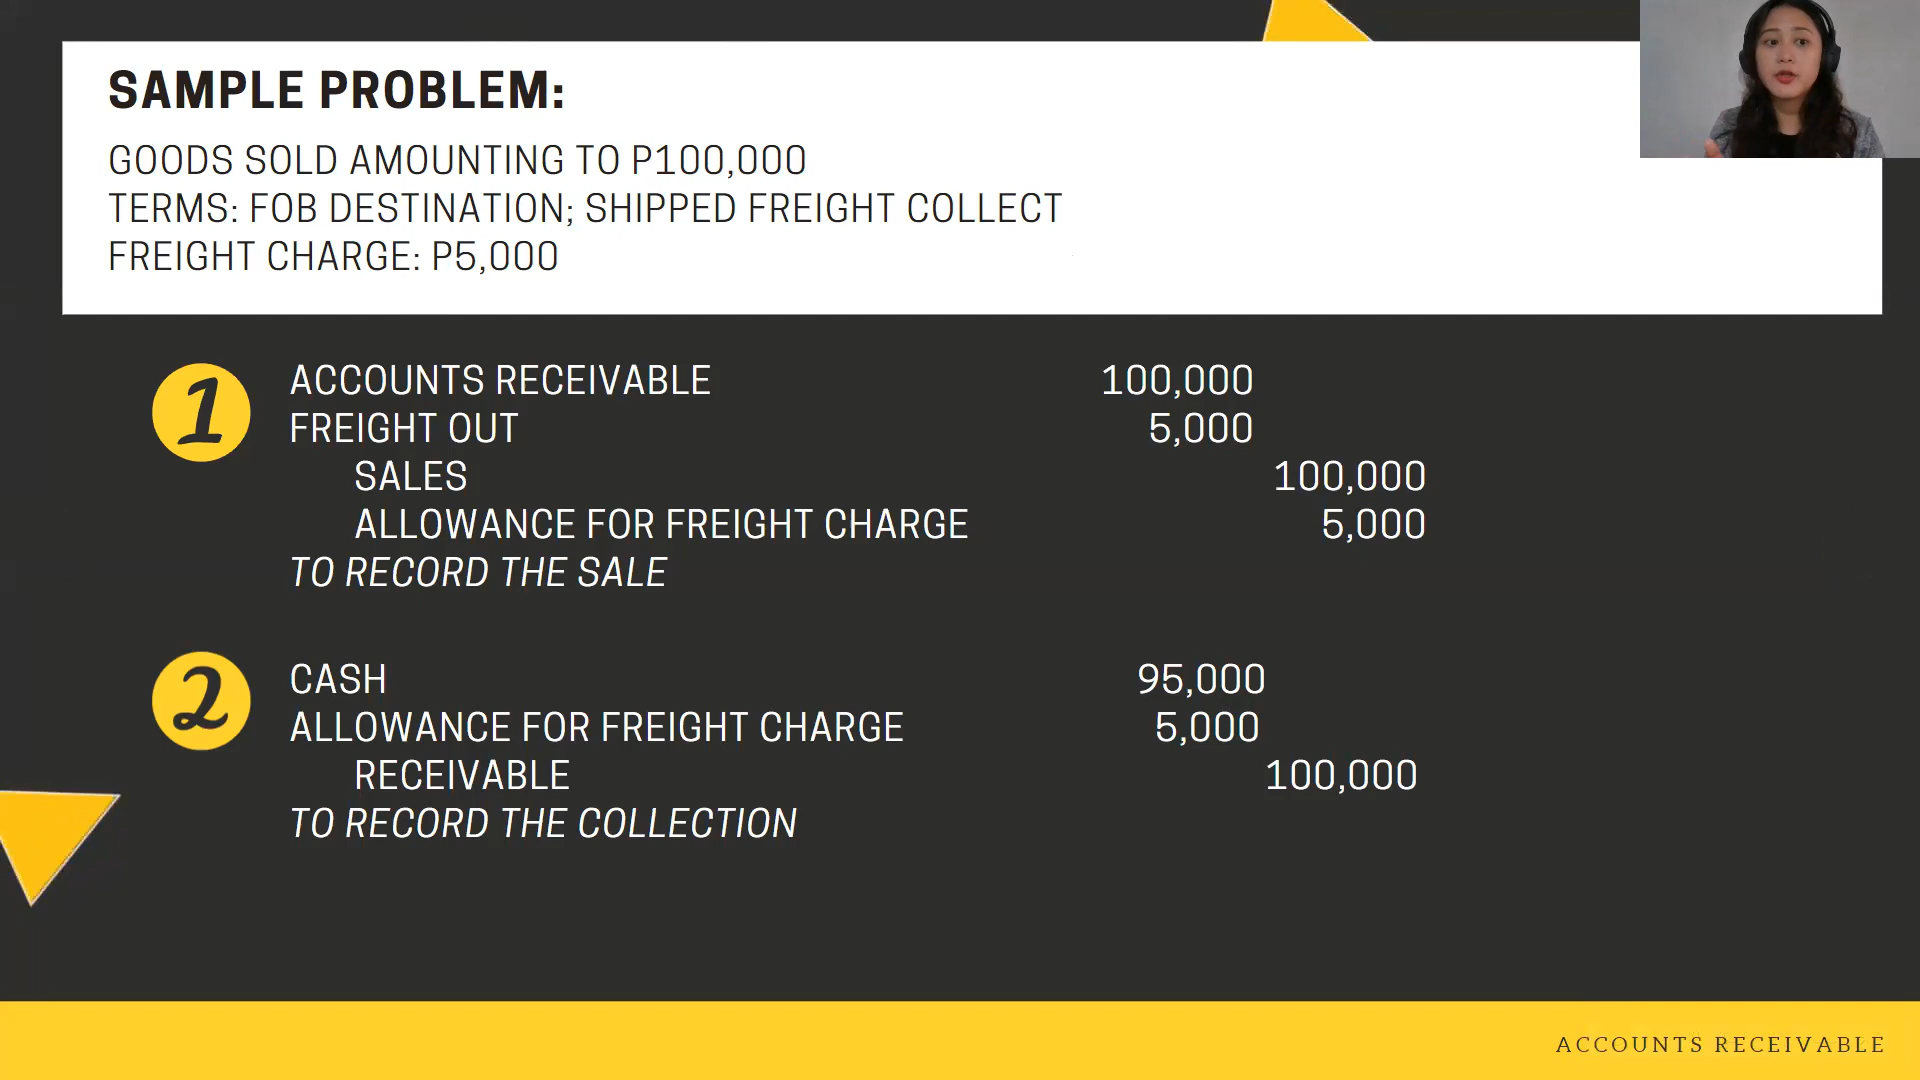 SAMPLE PROBLEM:
GOODS SOLD AMOUNTING TO P100,000
TERMS: FOB DESTINATION; SHIPPED FREIGHT COLLECT
FREIGHT CHARGE: P5,000
1
ACCOUNTS RECEIVABLE 100,000
FREIGHT OUT 5,000
SALES 100,000
ALLOWANCE FOR FREIGHT CHARGE 5,000
TO RECORD THE SALE
2
CASH 95,000
ALLOWANCE FOR FREIGHT CHARGE 5,000
RECEIVABLE 100,000
TO RECORD THE COLLECTION
ACCOUNTS RECEIVABLE